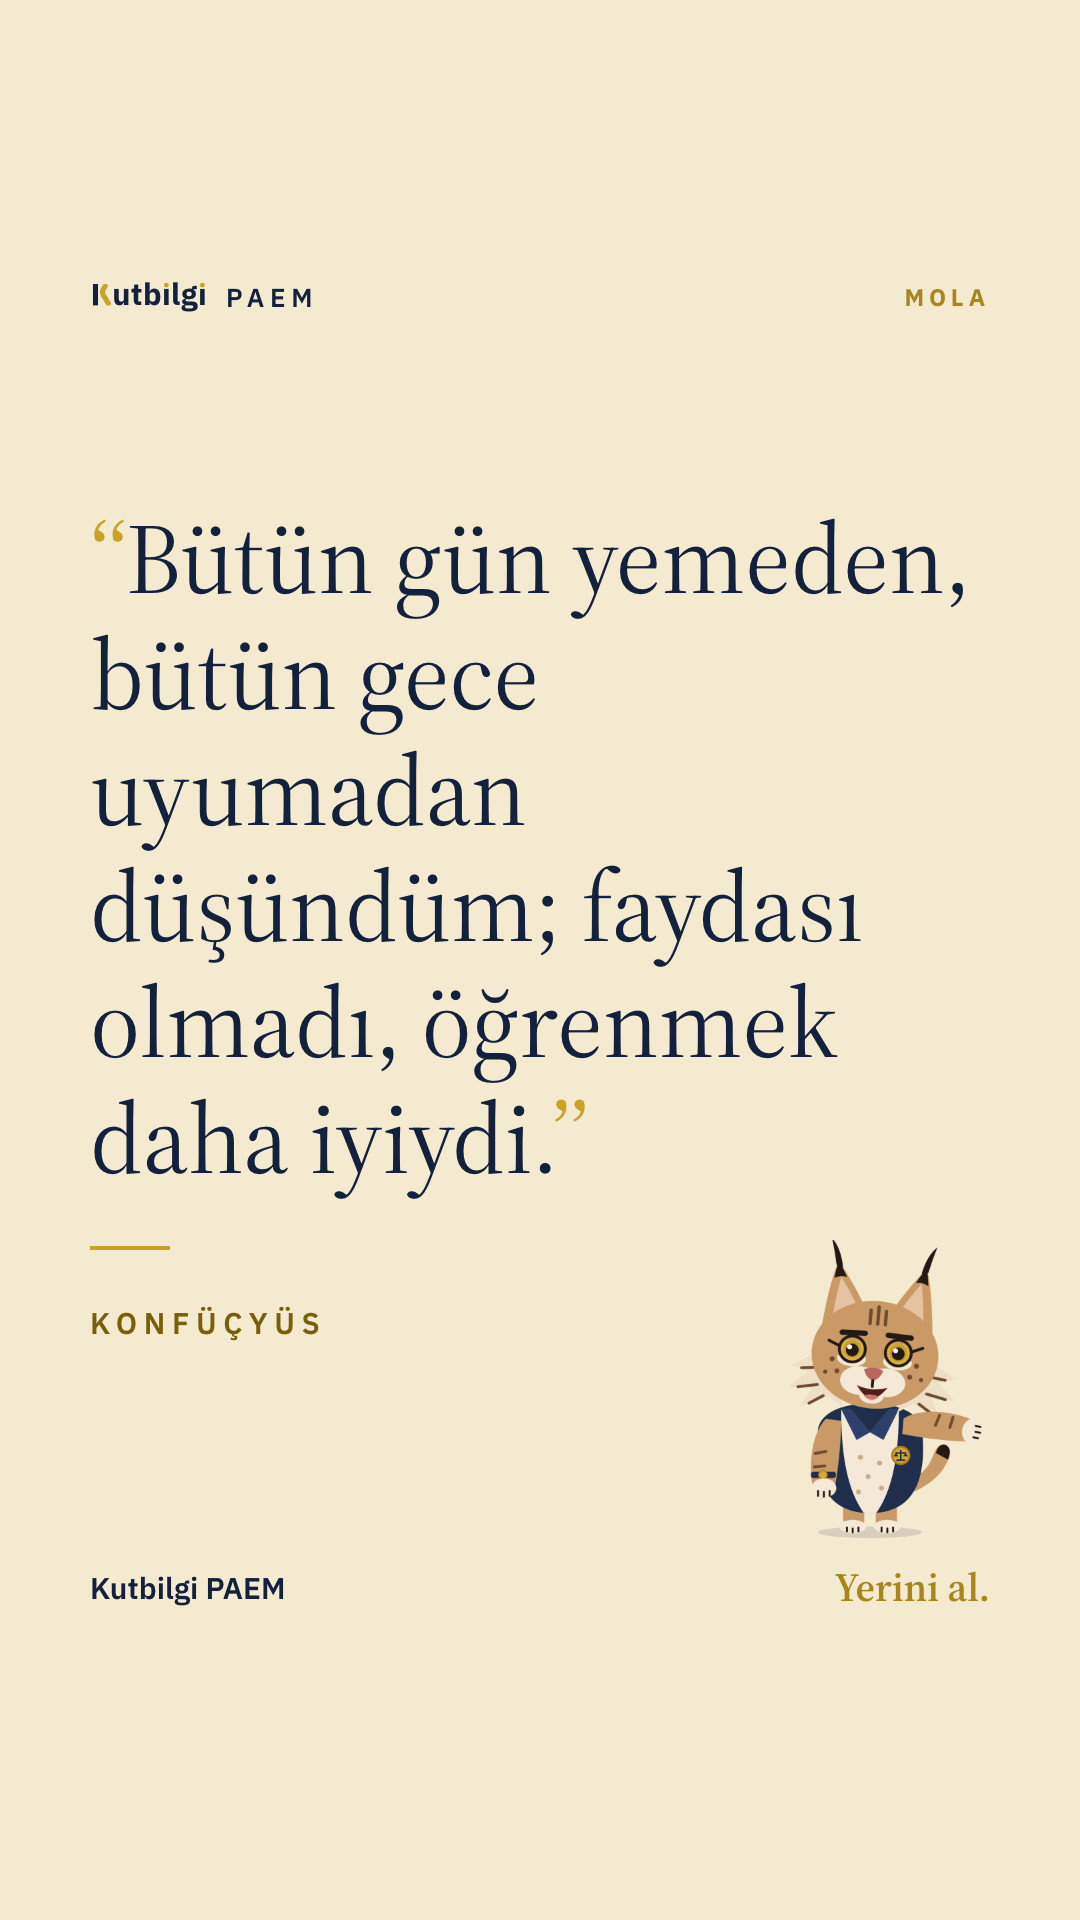 Kutbilgi PAEM
MOLA
“Bütün gün yemeden,
bütün gece
uyumadan
düşündüm; faydası
olmadı, öğrenmek
daha iyiydi.”
KONFÜÇYÜS
Kutbilgi PAEM
Yerini al.